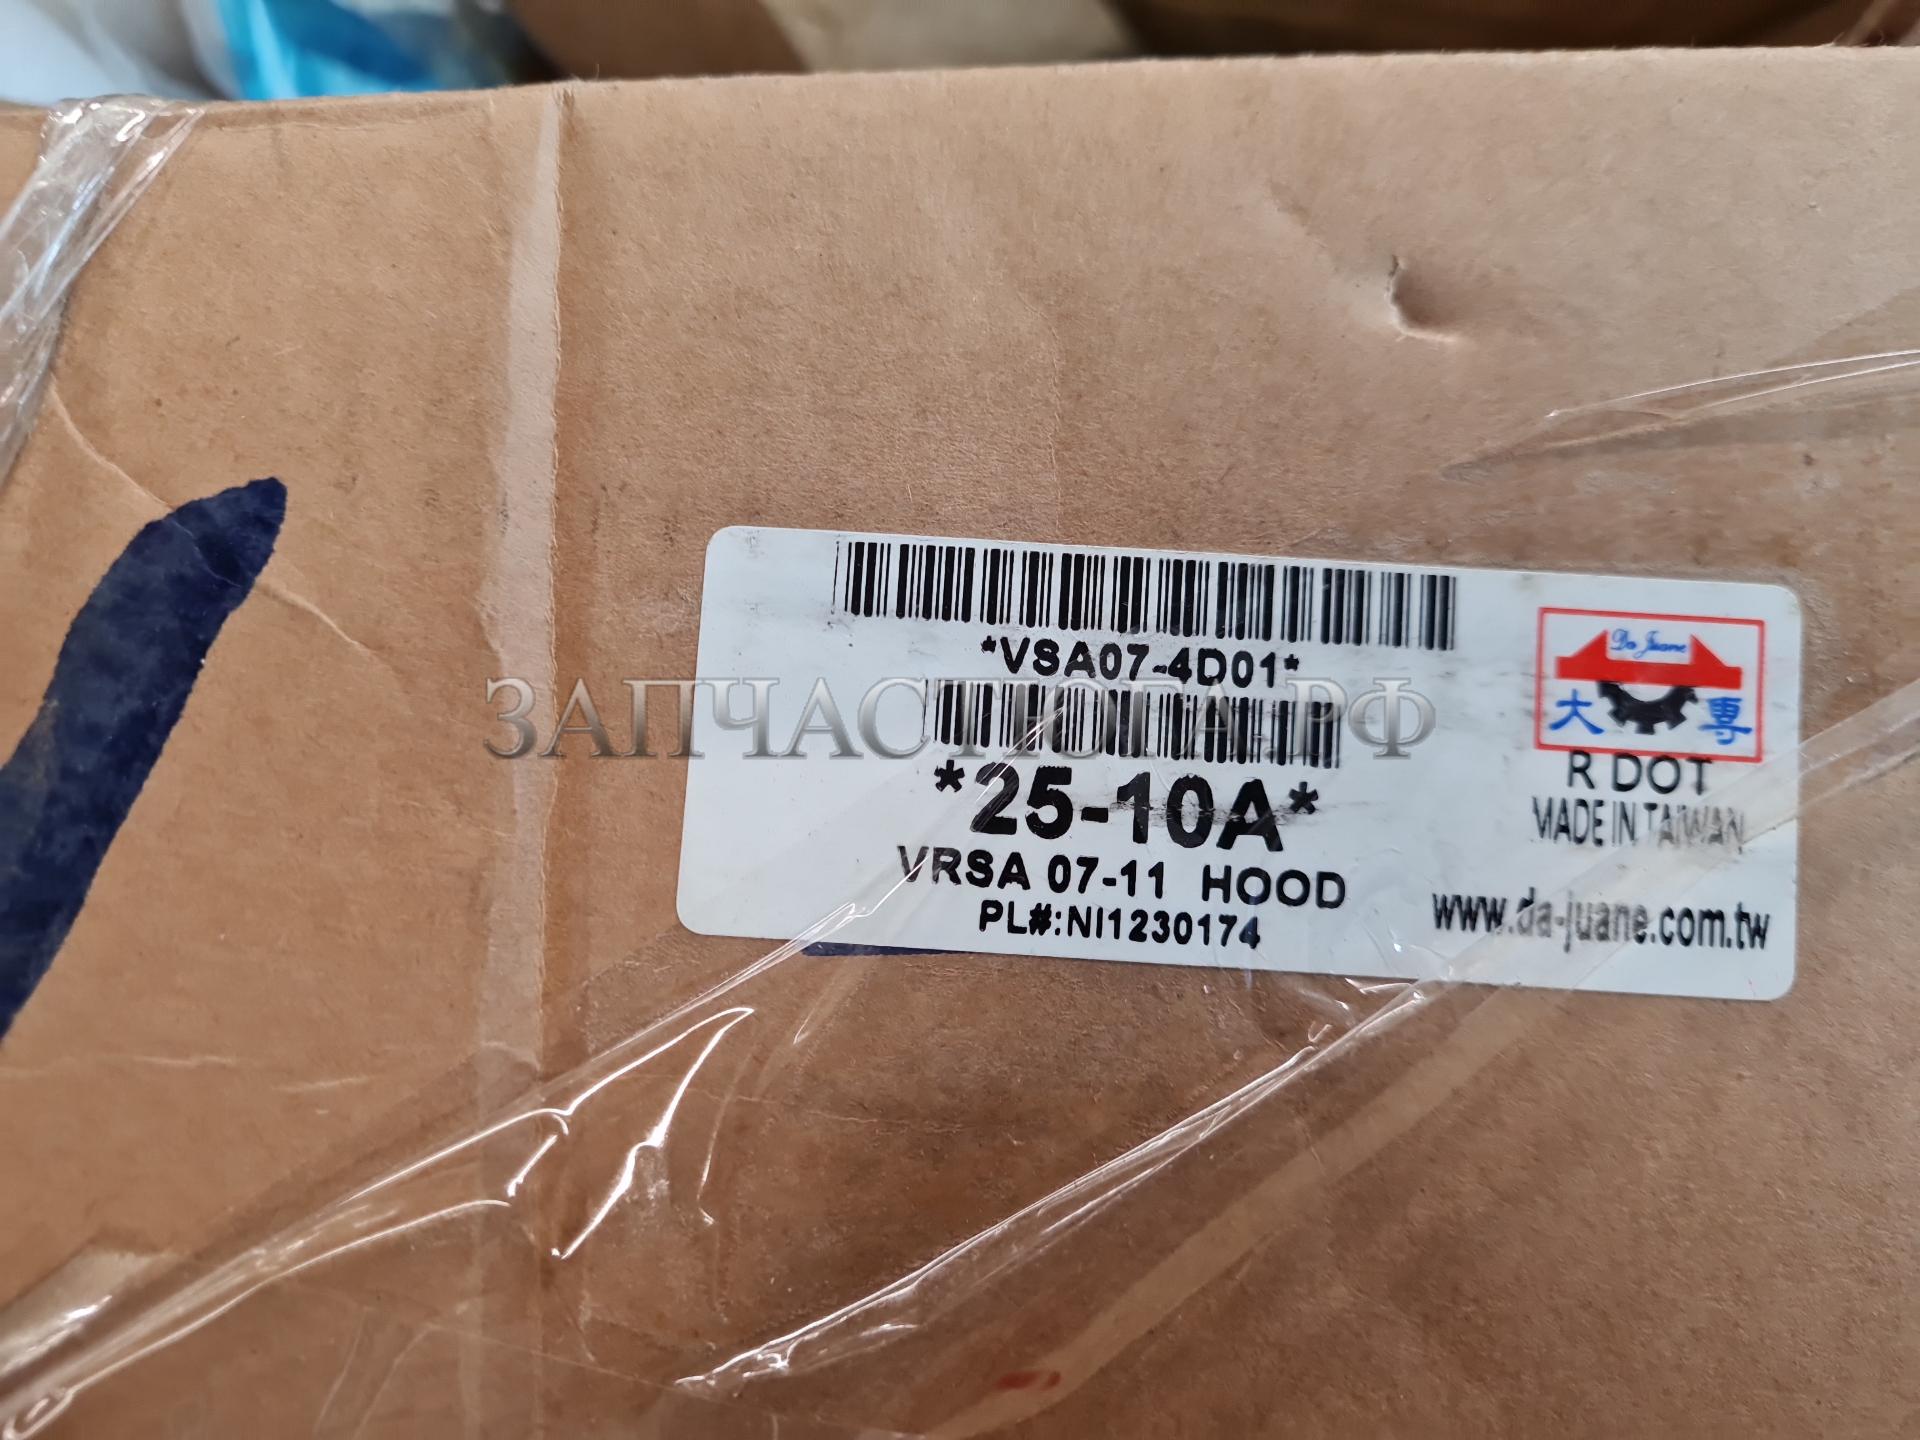 *VSA07-4D01*
ЗАПЧАСТЮГА.РФ
*25-10A*
VRSA 07-11 HOOD
PL#:NI1230174
Da Juane
大 専
R DOT
MADE IN TAIWAN
www.da-juane.com.tw